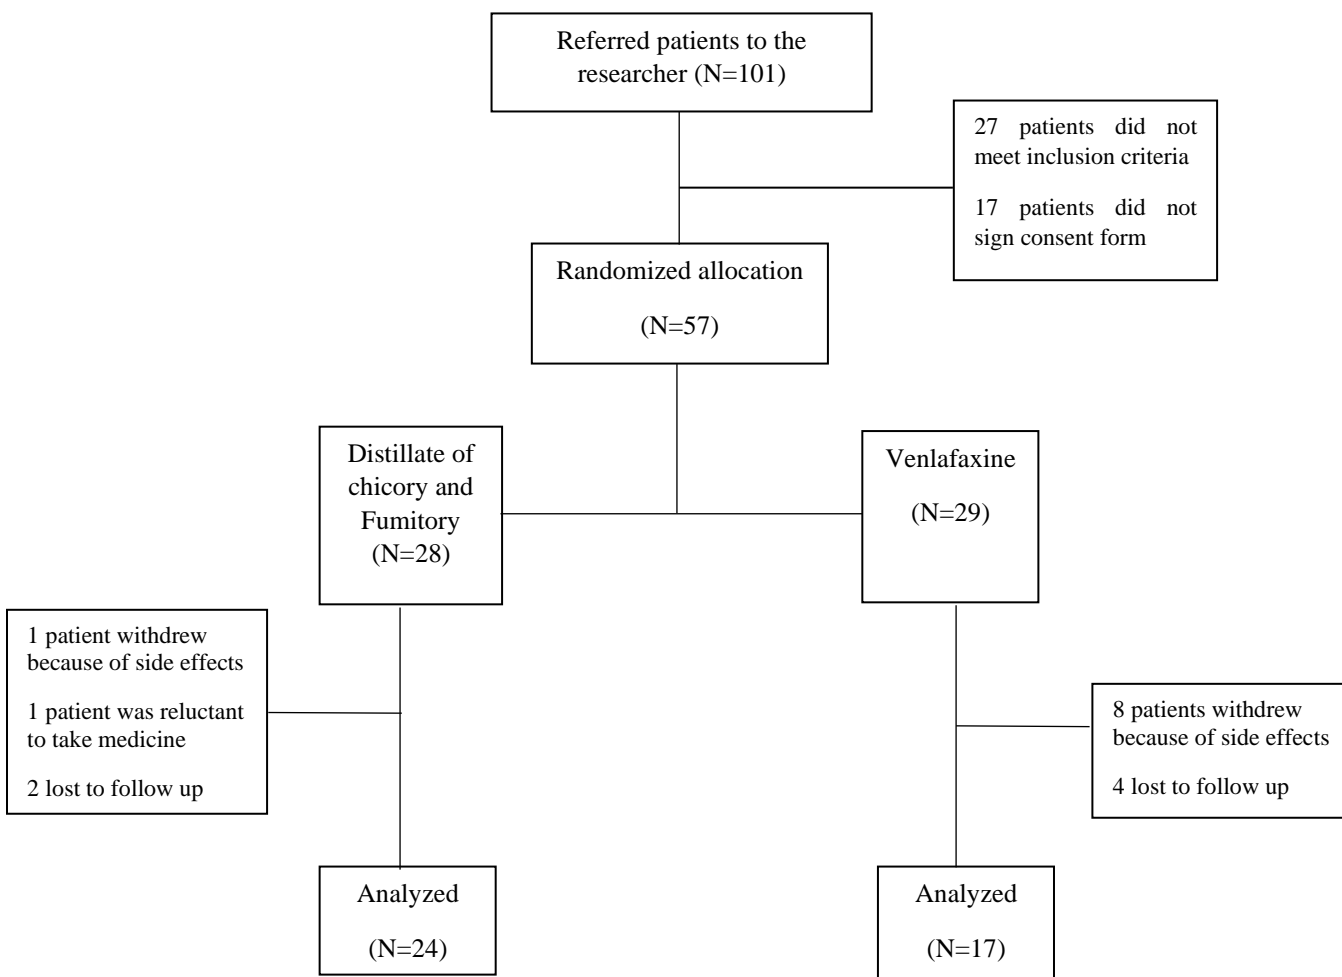 Referred patients to the
researcher (N=101)
27 patients did not
meet inclusion criteria
17 patients did not
sign consent form
Randomized allocation
(N=57)
Distillate of
chicory and
Fumitory
(N=28)
Venlafaxine
(N=29)
1 patient withdrew
because of side effects
1 patient was reluctant
to take medicine
2 lost to follow up
8 patients withdrew
because of side effects
4 lost to follow up
Analyzed
(N=24)
Analyzed
(N=17)